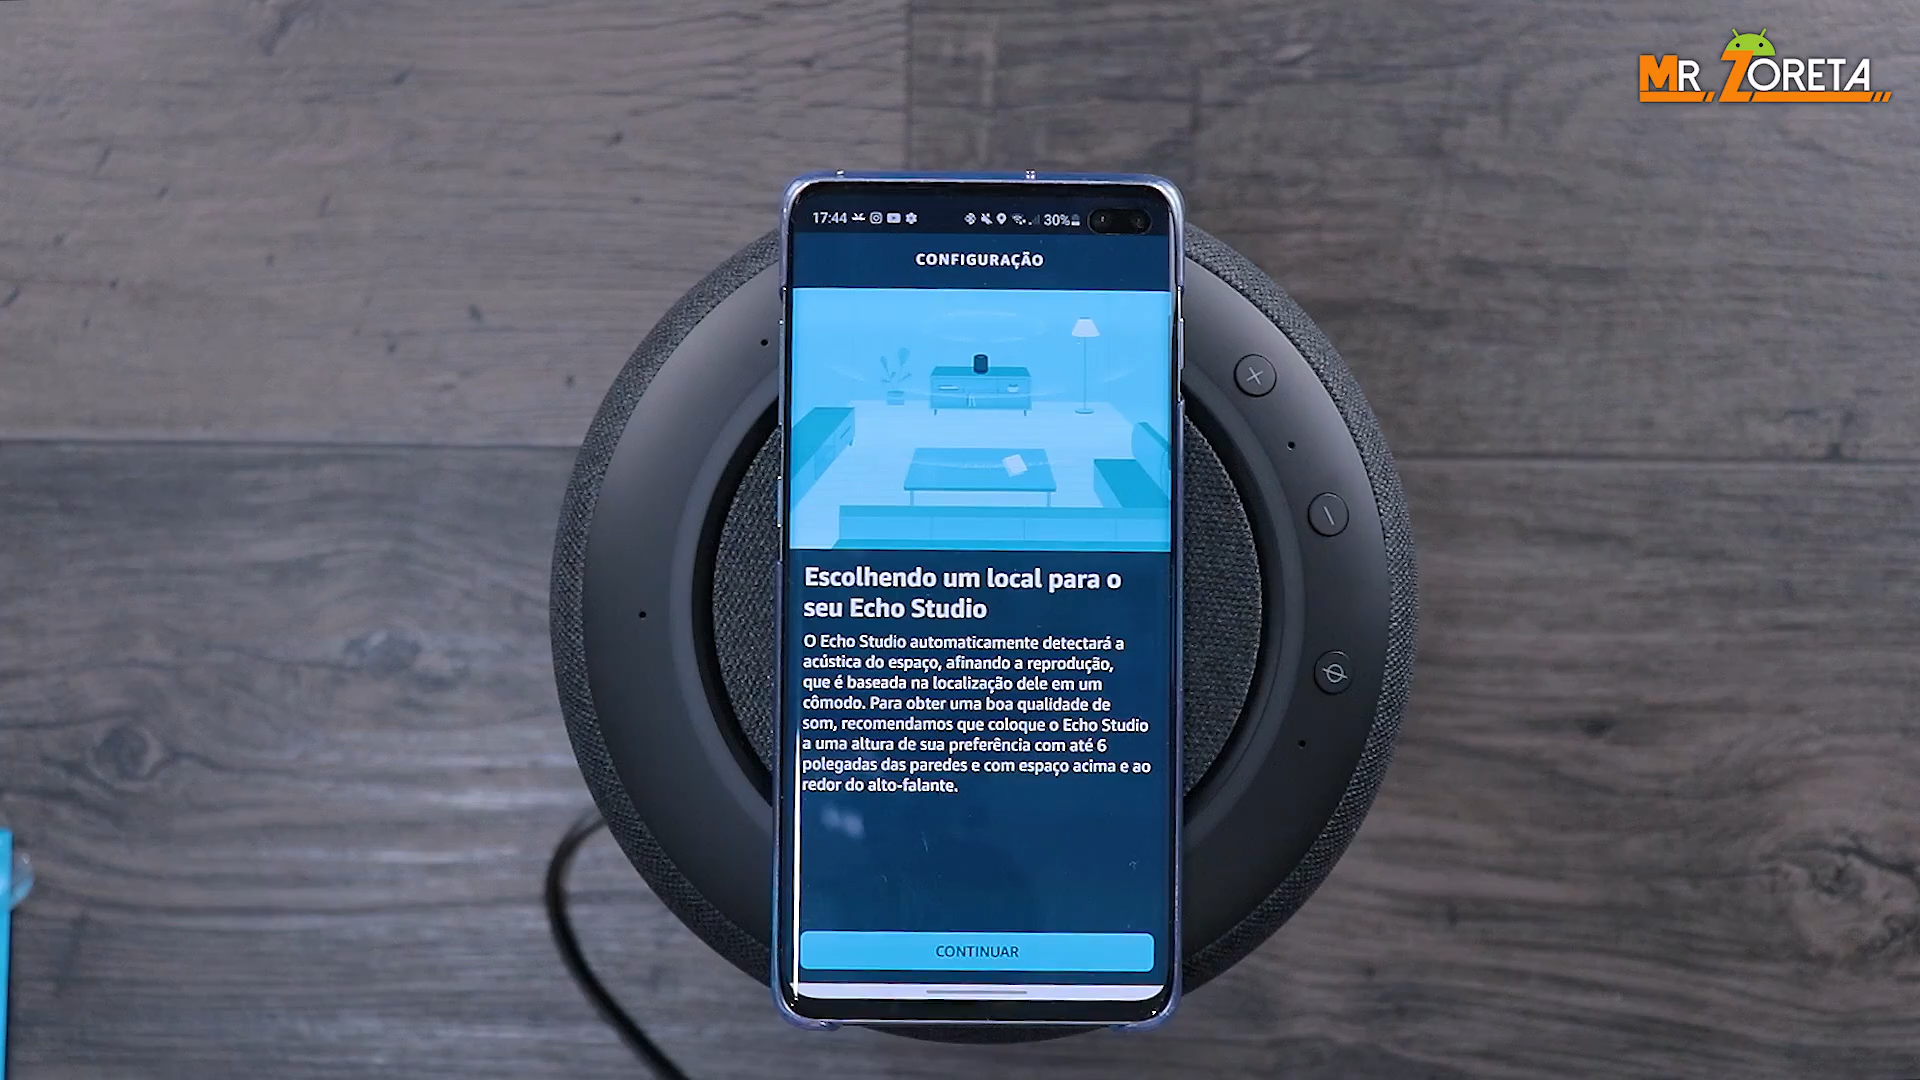 MR. ZORETA
17:44
30%
CONFIGURAÇÃO
Escolhendo um local para o
seu Echo Studio
O Echo Studio automaticamente detectará a
acústica do espaço, afinando a reprodução,
que é baseada na localização dele em um
cômodo. Para obter uma boa qualidade de
som, recomendamos que coloque o Echo Studio
a uma altura de sua preferência com até 6
polegadas das paredes e com espaço acima e ao
redor do alto-falante.
CONTINUAR